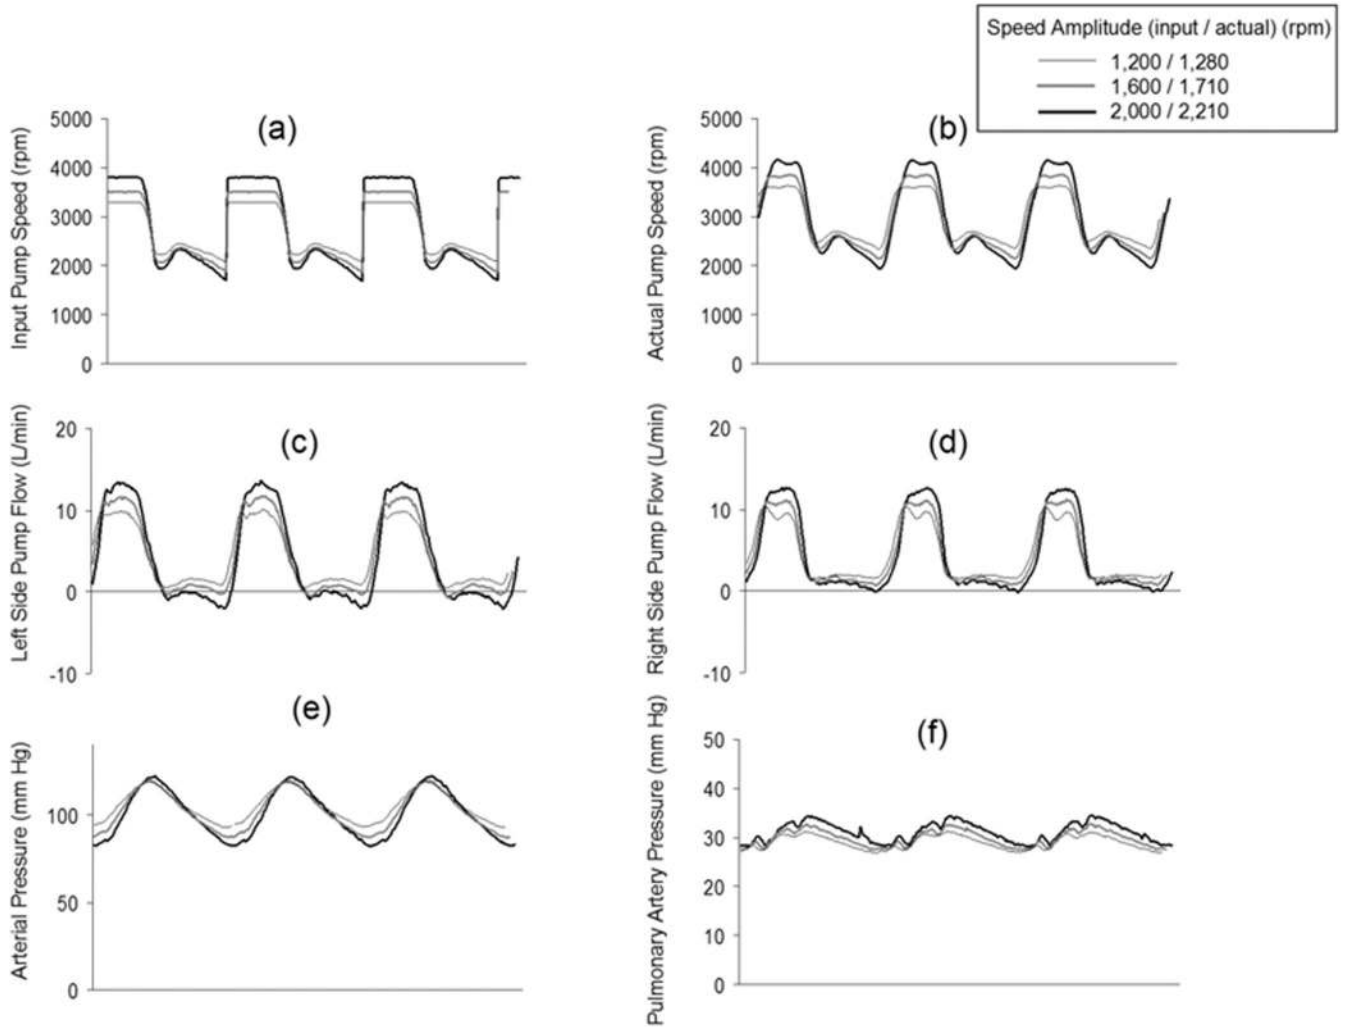 Speed Amplitude (input / actual) (rpm)
1,200 / 1,280
1,600 / 1,710
2,000 / 2,210
(a)
Input Pump Speed (rpm)
5000
4000
3000
2000
1000
0
(b)
Actual Pump Speed (rpm)
5000
4000
3000
2000
1000
0
(c)
Left Side Pump Flow (L/min)
20
10
0
-10
(d)
Right Side Pump Flow (L/min)
20
10
0
-10
(e)
Arterial Pressure (mm Hg)
100
50
0
(f)
Pulmonary Artery Pressure (mm Hg)
50
40
30
20
10
0